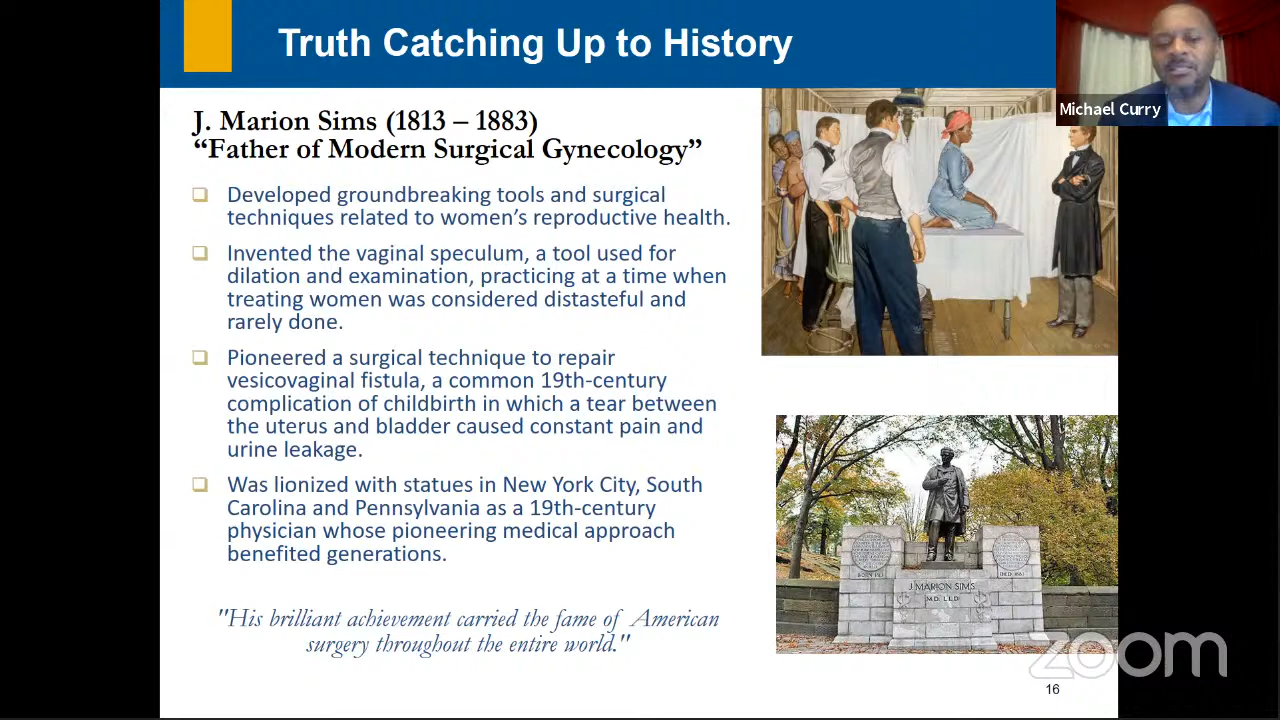 Truth Catching Up to History
Michael Curry
J. Marion Sims (1813 – 1883)
“Father of Modern Surgical Gynecology”
Developed groundbreaking tools and surgical
techniques related to women’s reproductive health.
Invented the vaginal speculum, a tool used for
dilation and examination, practicing at a time when
treating women was considered distasteful and
rarely done.
Pioneered a surgical technique to repair
vesicovaginal fistula, a common 19th-century
complication of childbirth in which a tear between
the uterus and bladder caused constant pain and
urine leakage.
Was lionized with statues in New York City, South
Carolina and Pennsylvania as a 19th-century
physician whose pioneering medical approach
benefited generations.
"His brilliant achievement carried the fame of American
surgery throughout the entire world."
J MARION SIMS
zoom
16